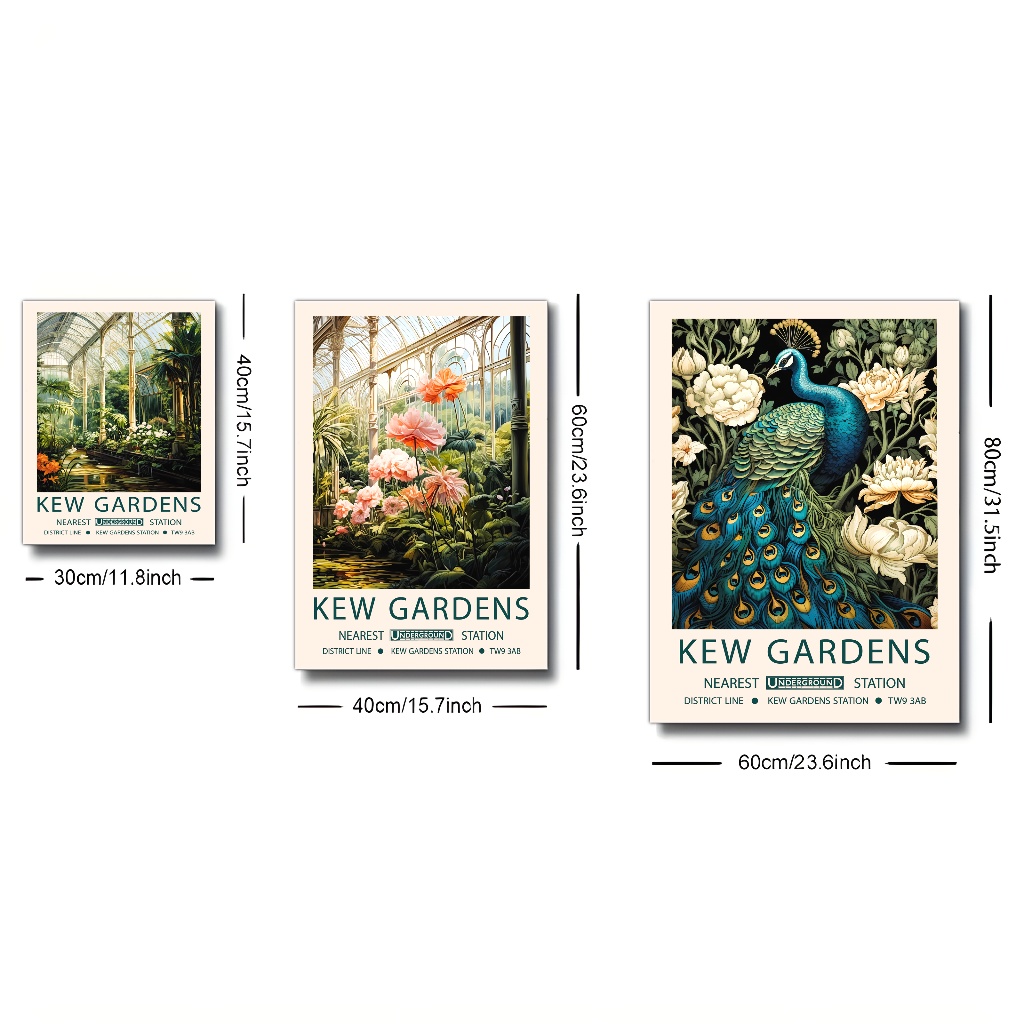 KEW GARDENS
NEAREST UNDERGROUND STATION
DISTRICT LINE ● KEW GARDENS STATION ● TW9 3AB
40cm/15.7inch
30cm/11.8inch
KEW GARDENS
NEAREST UNDERGROUND STATION
DISTRICT LINE ● KEW GARDENS STATION ● TW9 3AB
60cm/23.6inch
40cm/15.7inch
KEW GARDENS
NEAREST UNDERGROUND STATION
DISTRICT LINE ● KEW GARDENS STATION ● TW9 3AB
80cm/31.5inch
60cm/23.6inch